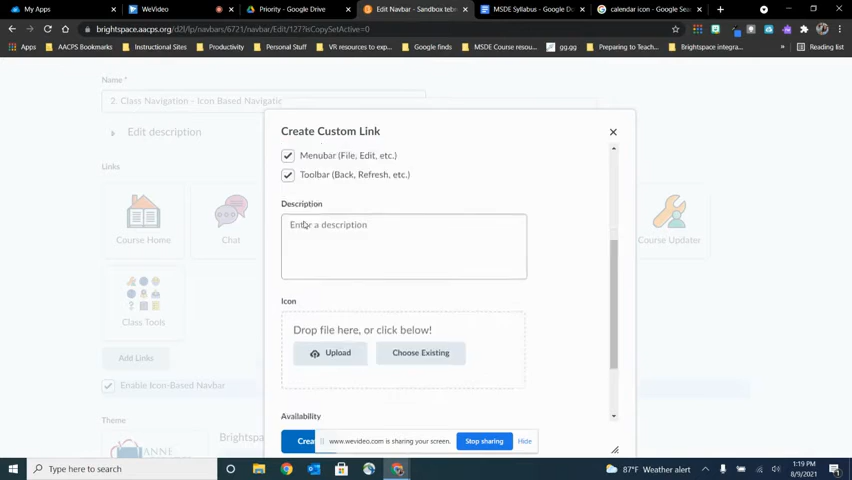 My Apps
WeVideo
Priority - Google Drive
Edit Navbar - Sandbox teb
MSDE Syllabus - Google Do
calendar icon - Google Sear
brightspace.aacps.org/d2l/lp/navbars/6721/navbar/Edit/127?isCopySetActive=0
Apps
AACPS Bookmarks
Instructional Sites
Productivity
Personal Stuff
VR resources to exp...
Google finds
MSDE Course resou...
gg.gg
Preparing to Teach...
Brightspace integra...
Reading list
Name *
2. Class Navigation - Icon Based Navigatic
Edit description
Links
Course Home
Chat
Course Updater
Class Tools
Add Links
Enable Icon-Based Navbar
Theme
Brightspa
ANNE
Create Custom Link
Menubar (File, Edit, etc.)
Toolbar (Back, Refresh, etc.)
Description
Enter a description
Icon
Drop file here, or click below!
Upload
Choose Existing
Availability
Crea
www.wevideo.com is sharing your screen.
Stop sharing
Hide
Type here to search
87°F Weather alert
1:19 PM
8/9/2021